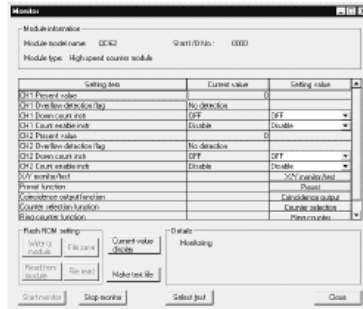 Monitor
Module information
Module model name QD62 Start I/O No.: 0000
Module type High speed counter module
Setting item Current value Setting value
CH1 Present value 0
CH1 Overflow detection flag No detection
CH1 Down count instr OFF OFF
CH1 Count enable instr Disable Disable
CH2 Present value 0
CH2 Overflow detection flag No detection
CH2 Down count instr OFF OFF
CH2 Count enable instr Disable Disable
X/Y monitor/test X/Y monitor/test
Preset function Preset
Coincidence output function Coincidence output
Counter selection function Counter selection
Ring counter function Ring counter
Flash ROM setting
Write to module
File save
Read from module
File read
Current value display
Make text file
Details
Monitoring
Start monitor Stop monitor Select test Close